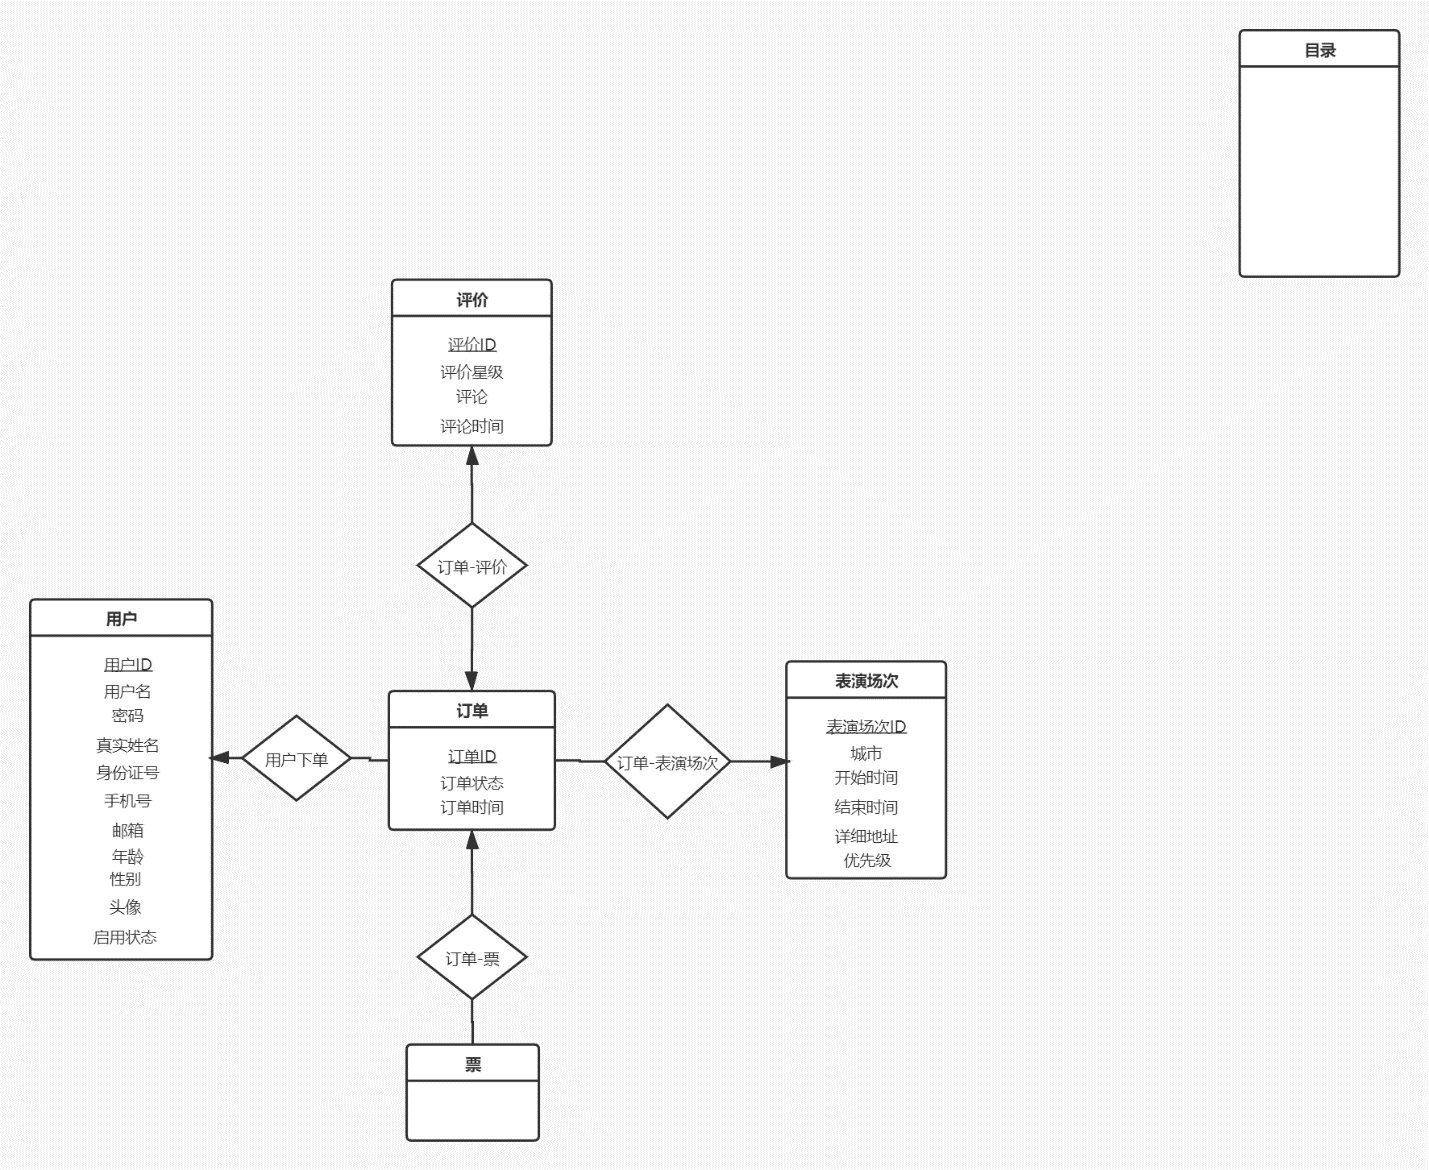 目录
评价
评价ID
评价星级
评论
评论时间
订单-评价
用户
用户ID
用户名
密码
真实姓名
身份证号
手机号
邮箱
年龄
性别
头像
启用状态
用户下单
订单
订单ID
订单状态
订单时间
订单-表演场次
表演场次
表演场次ID
城市
开始时间
结束时间
详细地址
优先级
订单-票
票